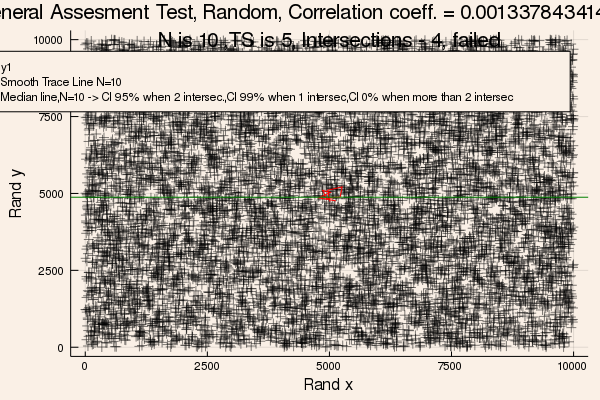 eneral Assesment Test, Random, Correlation coeff. = 0.001337843414
N is 10, TS is 5, Intersections - 4, failed
y1
Smooth Trace Line N=10
Median line,N=10 -> CI 95% when 2 intersec.,CI 99% when 1 intersec,CI 0% when more than 2 intersec
10000
7500
5000
2500
0
Rand y
0 2500 5000 7500 10000
Rand x